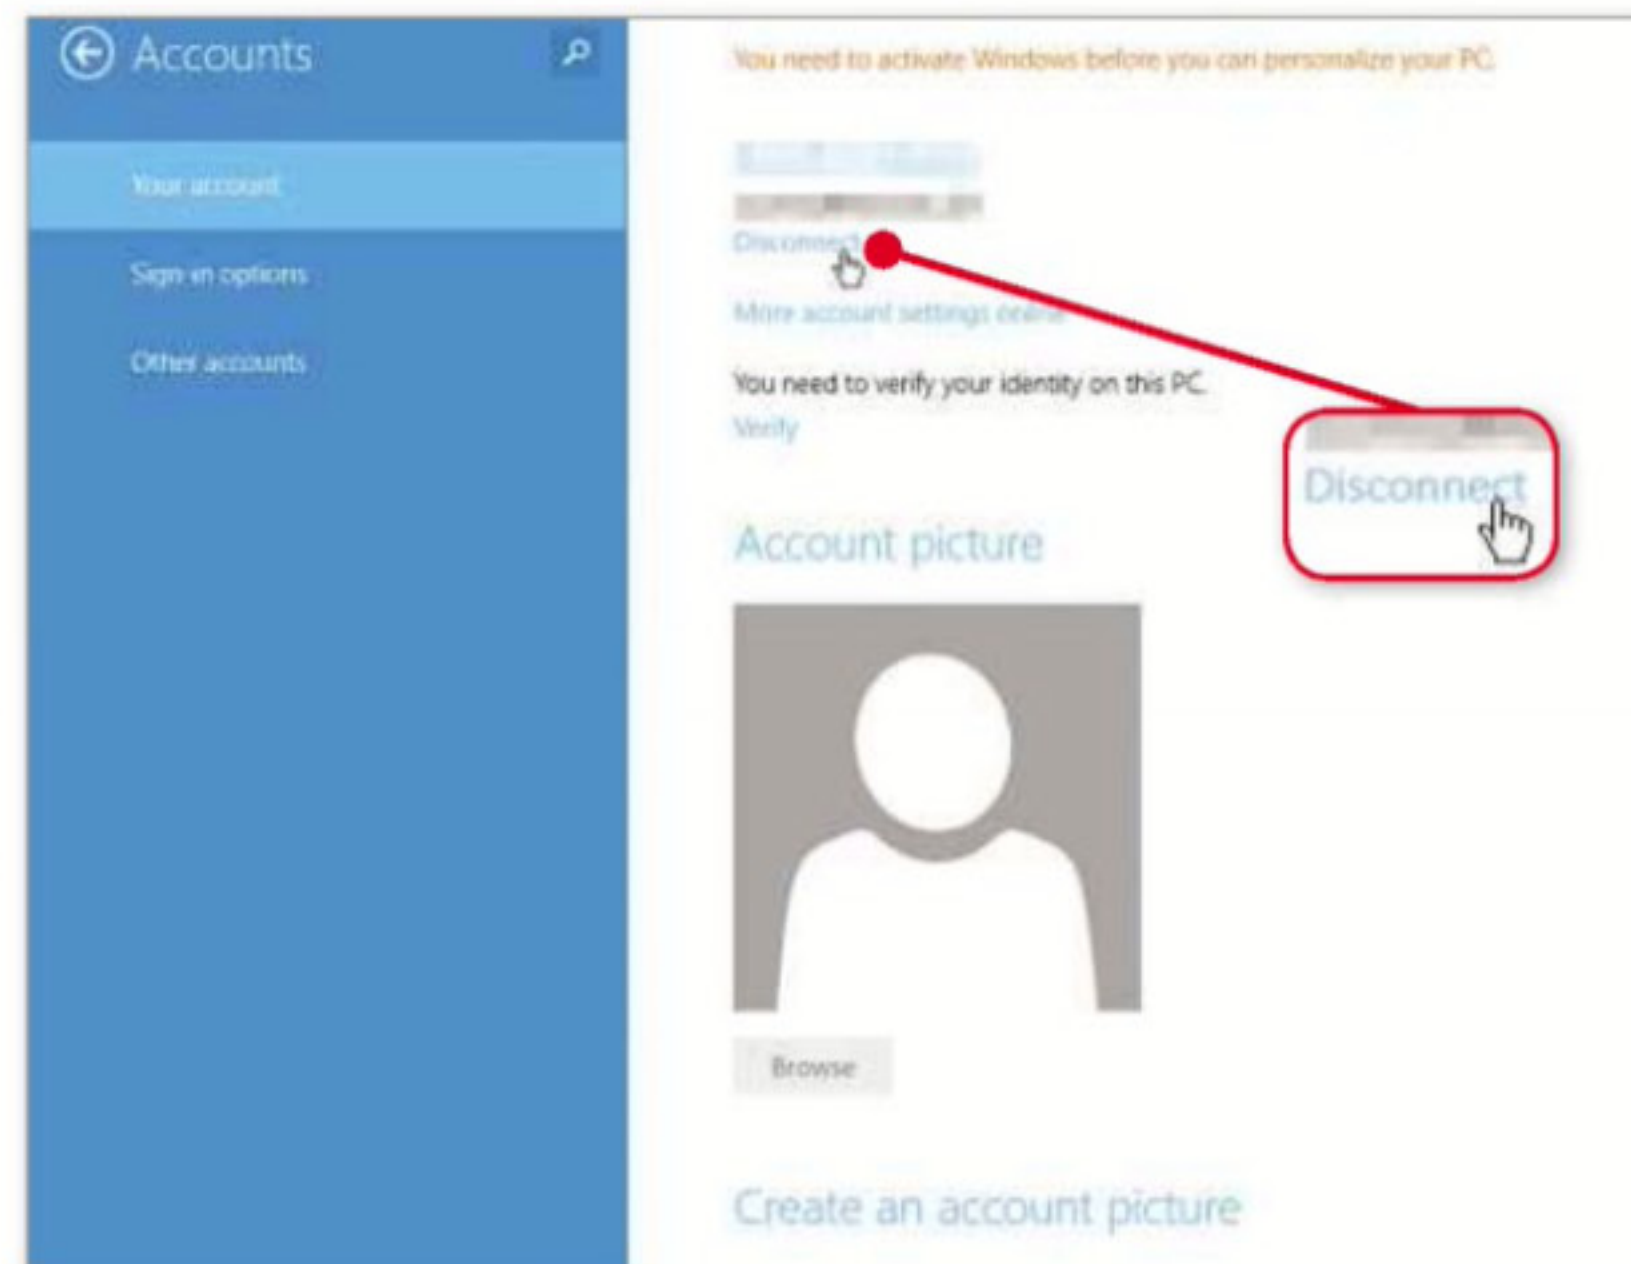 Accounts
Your account
Sign-in options
Other accounts
You need to activate Windows before you can personalize your PC.
Disconnect
More account settings online
You need to verify your identity on this PC.
Verify
Disconnect
Account picture
Browse
Create an account picture